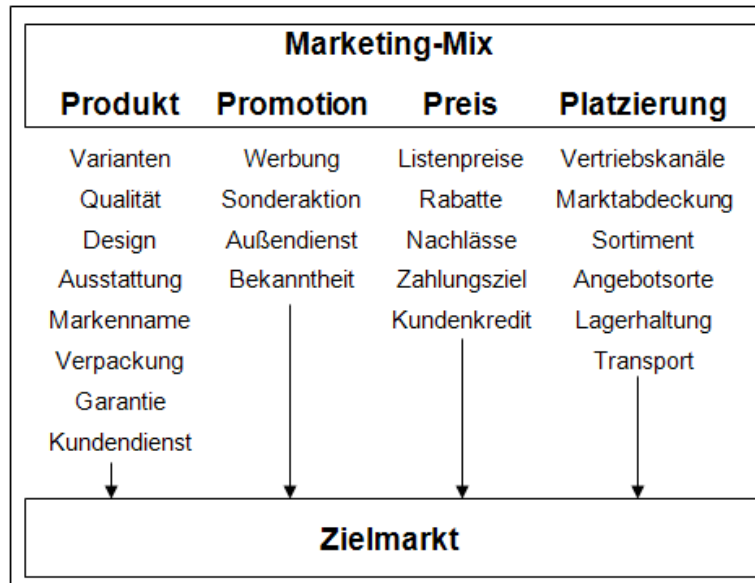 Marketing-Mix
Produkt Promotion Preis Platzierung
Varianten Werbung Listenpreise Vertriebskanäle
Qualität Sonderaktion Rabatte Marktabdeckung
Design Außendienst Nachlässe Sortiment
Ausstattung Bekanntheit Zahlungsziel Angebotsorte
Markenname Kundenkredit Lagerhaltung
Verpackung Transport
Garantie
Kundendienst
Zielmarkt